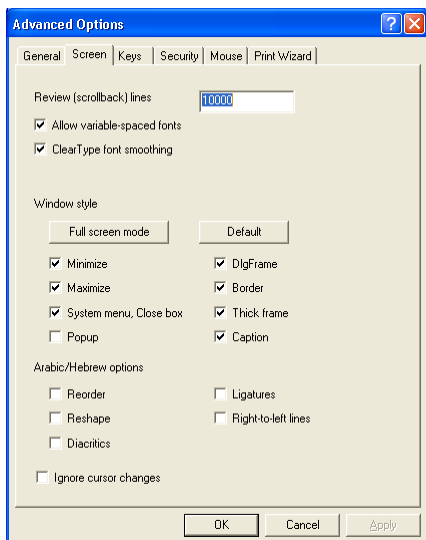 Advanced Options
General Screen Keys Security Mouse Print Wizard
Review (scrollback) lines 10000
Allow variable-spaced fonts
ClearType font smoothing
Window style
Full screen mode Default
Minimize DlgFrame
Maximize Border
System menu, Close box Thick frame
Popup Caption
Arabic/Hebrew options
Reorder Ligatures
Reshape Right-to-left lines
Diacritics
Ignore cursor changes
OK Cancel Apply